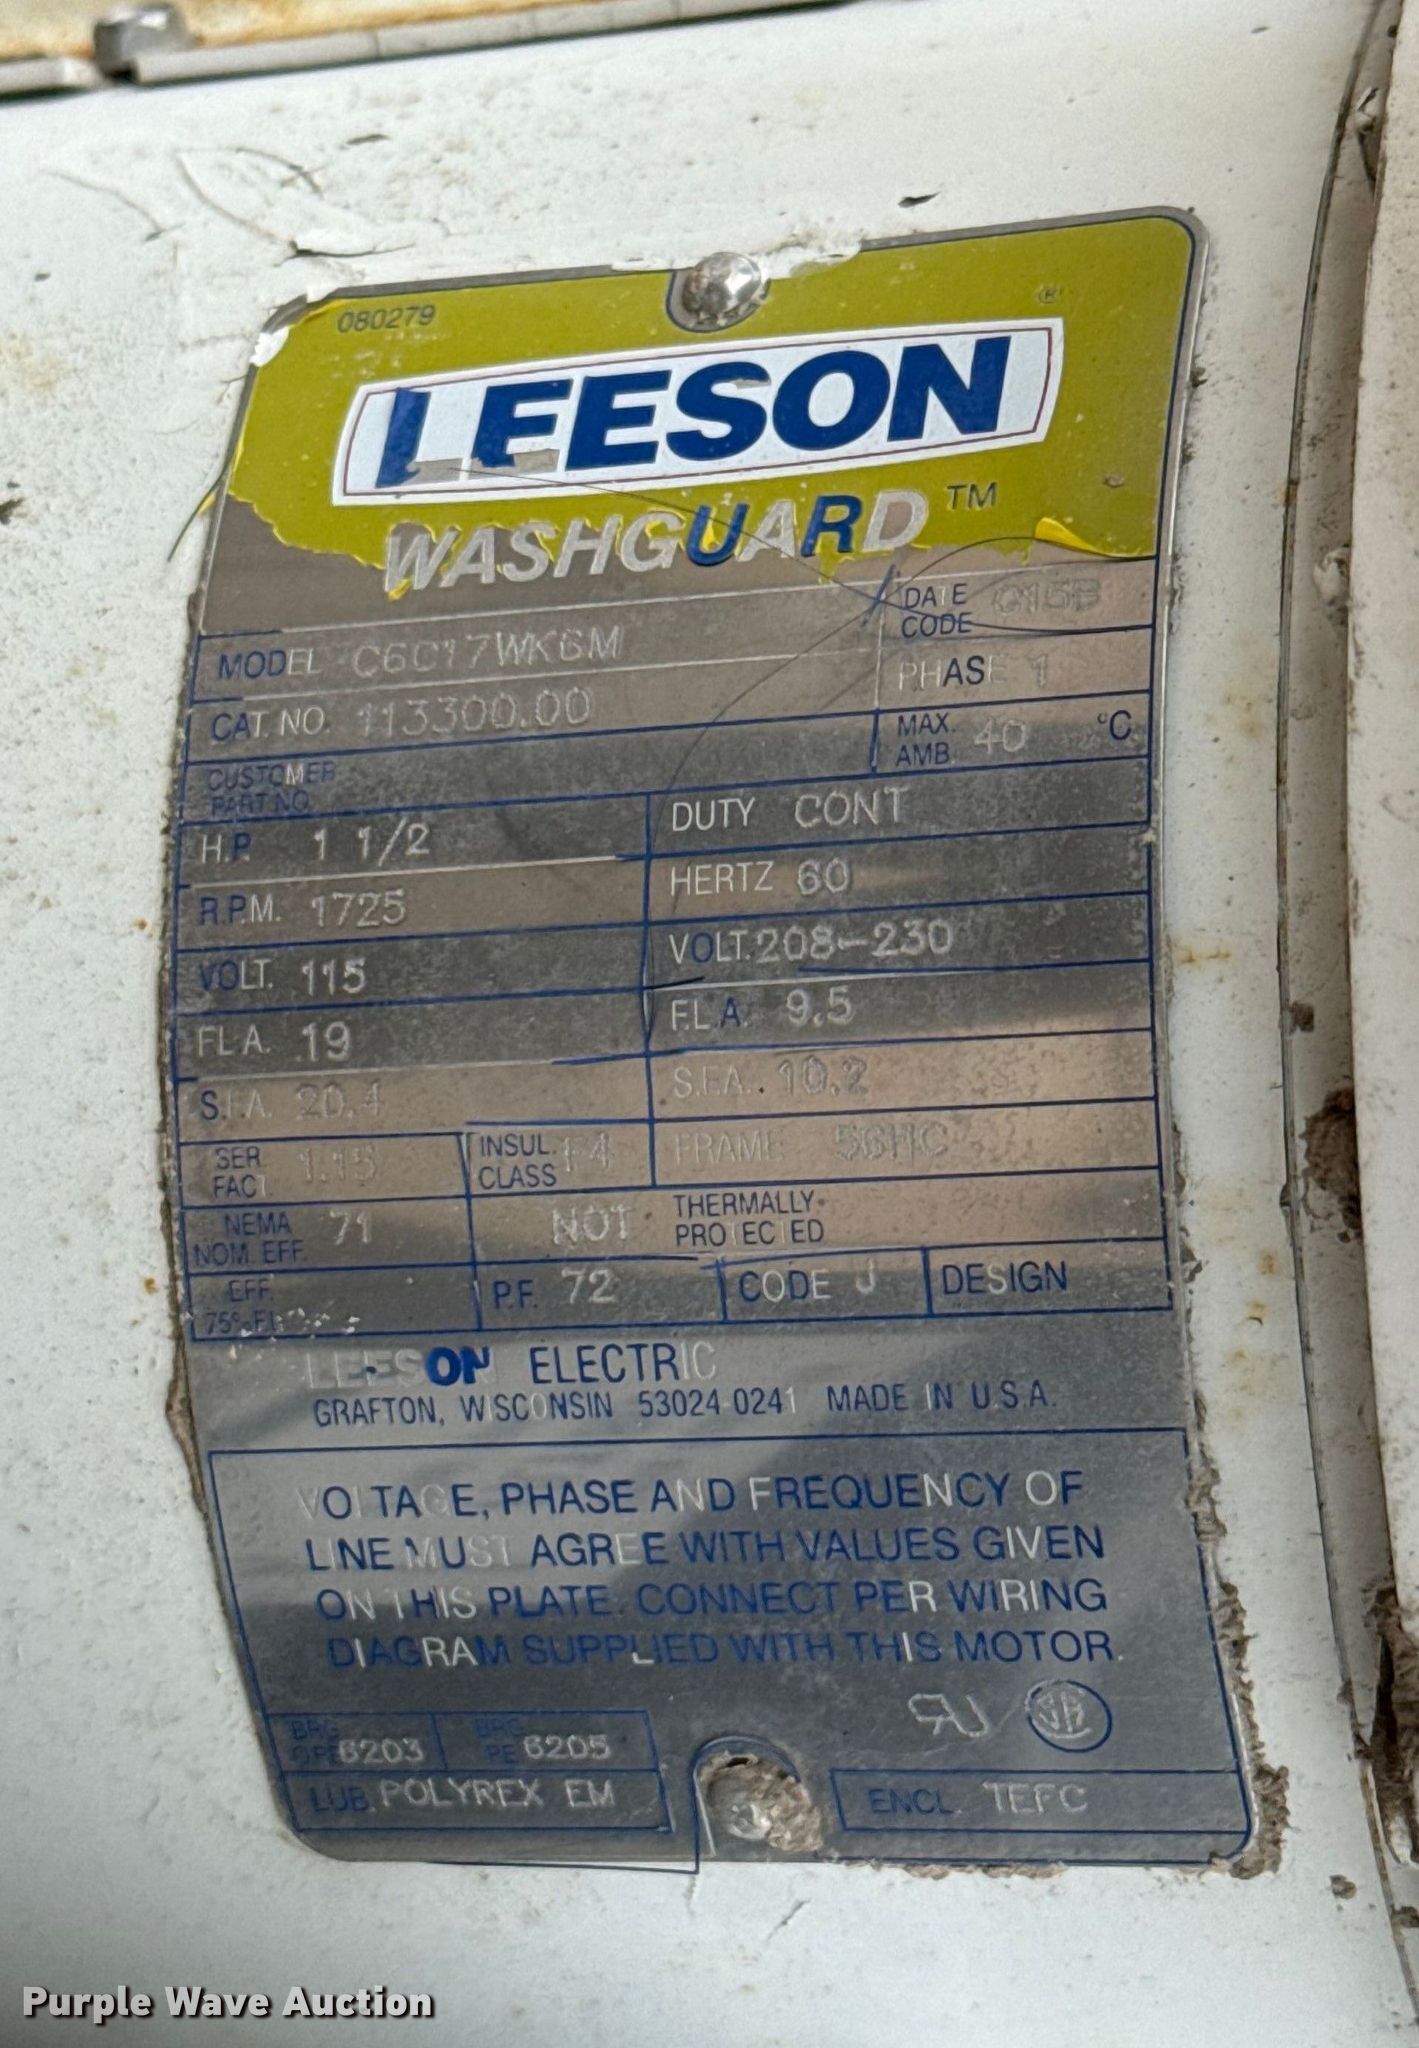 080279
®
LEESON
WASHGUARD ™
DATE CODE C15B
MODEL C6C17WK6M
PHASE 1
CAT. NO. 113300.00
MAX. AMB. 40 °C
CUSTOMER PART NO.
H.P. 1 1/2
DUTY CONT
R.P.M. 1725
HERTZ 60
VOLT. 115
VOLT. 208-230
F.L.A. 19
F.L.A. 9.5
S.F.A. 20.4
S.F.A. 10.2
SER. FACT. 1.15
INSUL. CLASS F4
FRAME 56HC
NEMA NOM. EFF. 71
NOT THERMALLY PROTECTED
EFF. 75%
P.F. 72
CODE J
DESIGN
LEESON ELECTRIC
GRAFTON, WISCONSIN 53024-0241 MADE IN U.S.A.
VOLTAGE, PHASE AND FREQUENCY OF
LINE MUST AGREE WITH VALUES GIVEN
ON THIS PLATE. CONNECT PER WIRING
DIAGRAM SUPPLIED WITH THIS MOTOR.
BRG OPE 6203
BRG PE 6205
LUB. POLYREX EM
ENCL. TEFC
Purple Wave Auction